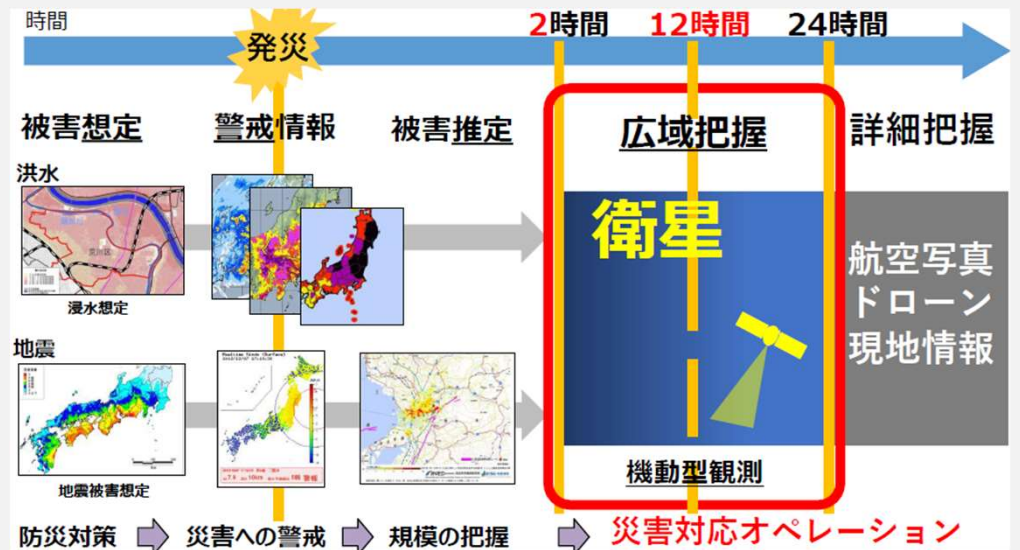 時間
発災
2時間
12時間
24時間
被害想定
警戒情報
被害推定
広域把握
詳細把握
洪水
浸水想定
衛星
航空写真
ドローン
現地情報
地震
地震被害想定
機動型観測
防災対策
災害への警戒
規模の把握
災害対応オペレーション